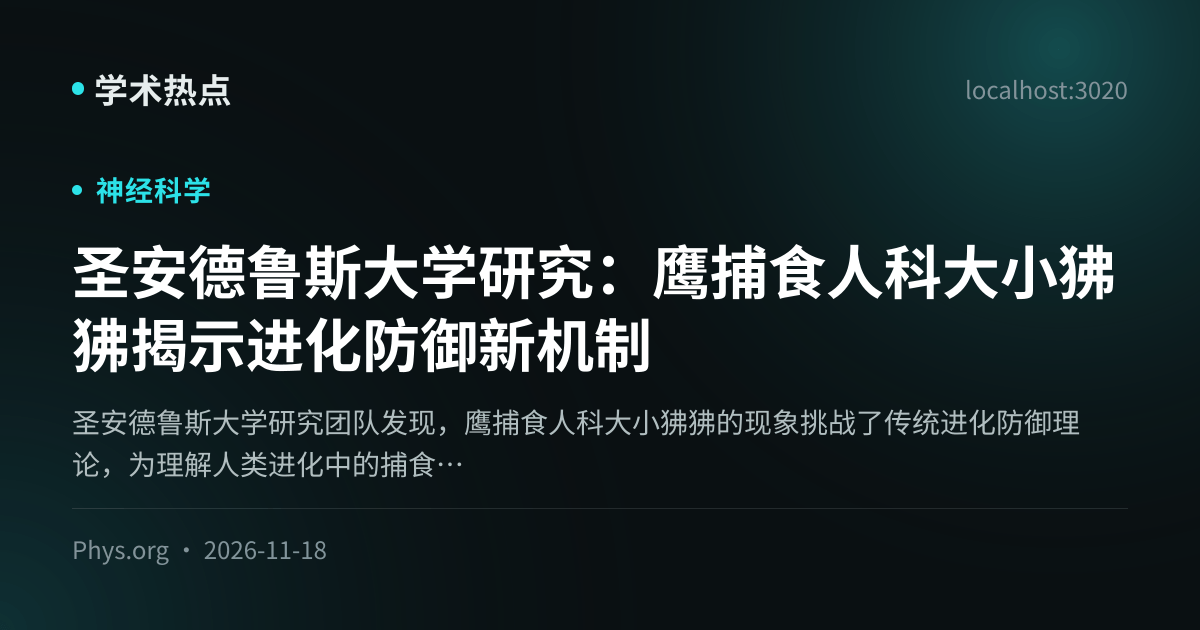 学术热点
localhost:3020
神经科学
圣安德鲁斯大学研究：鹰捕食人科大小狒
狒揭示进化防御新机制
圣安德鲁斯大学研究团队发现，鹰捕食人科大小狒狒的现象挑战了传统进化防御理
论，为理解人类进化中的捕食…
Phys.org • 2026-11-18